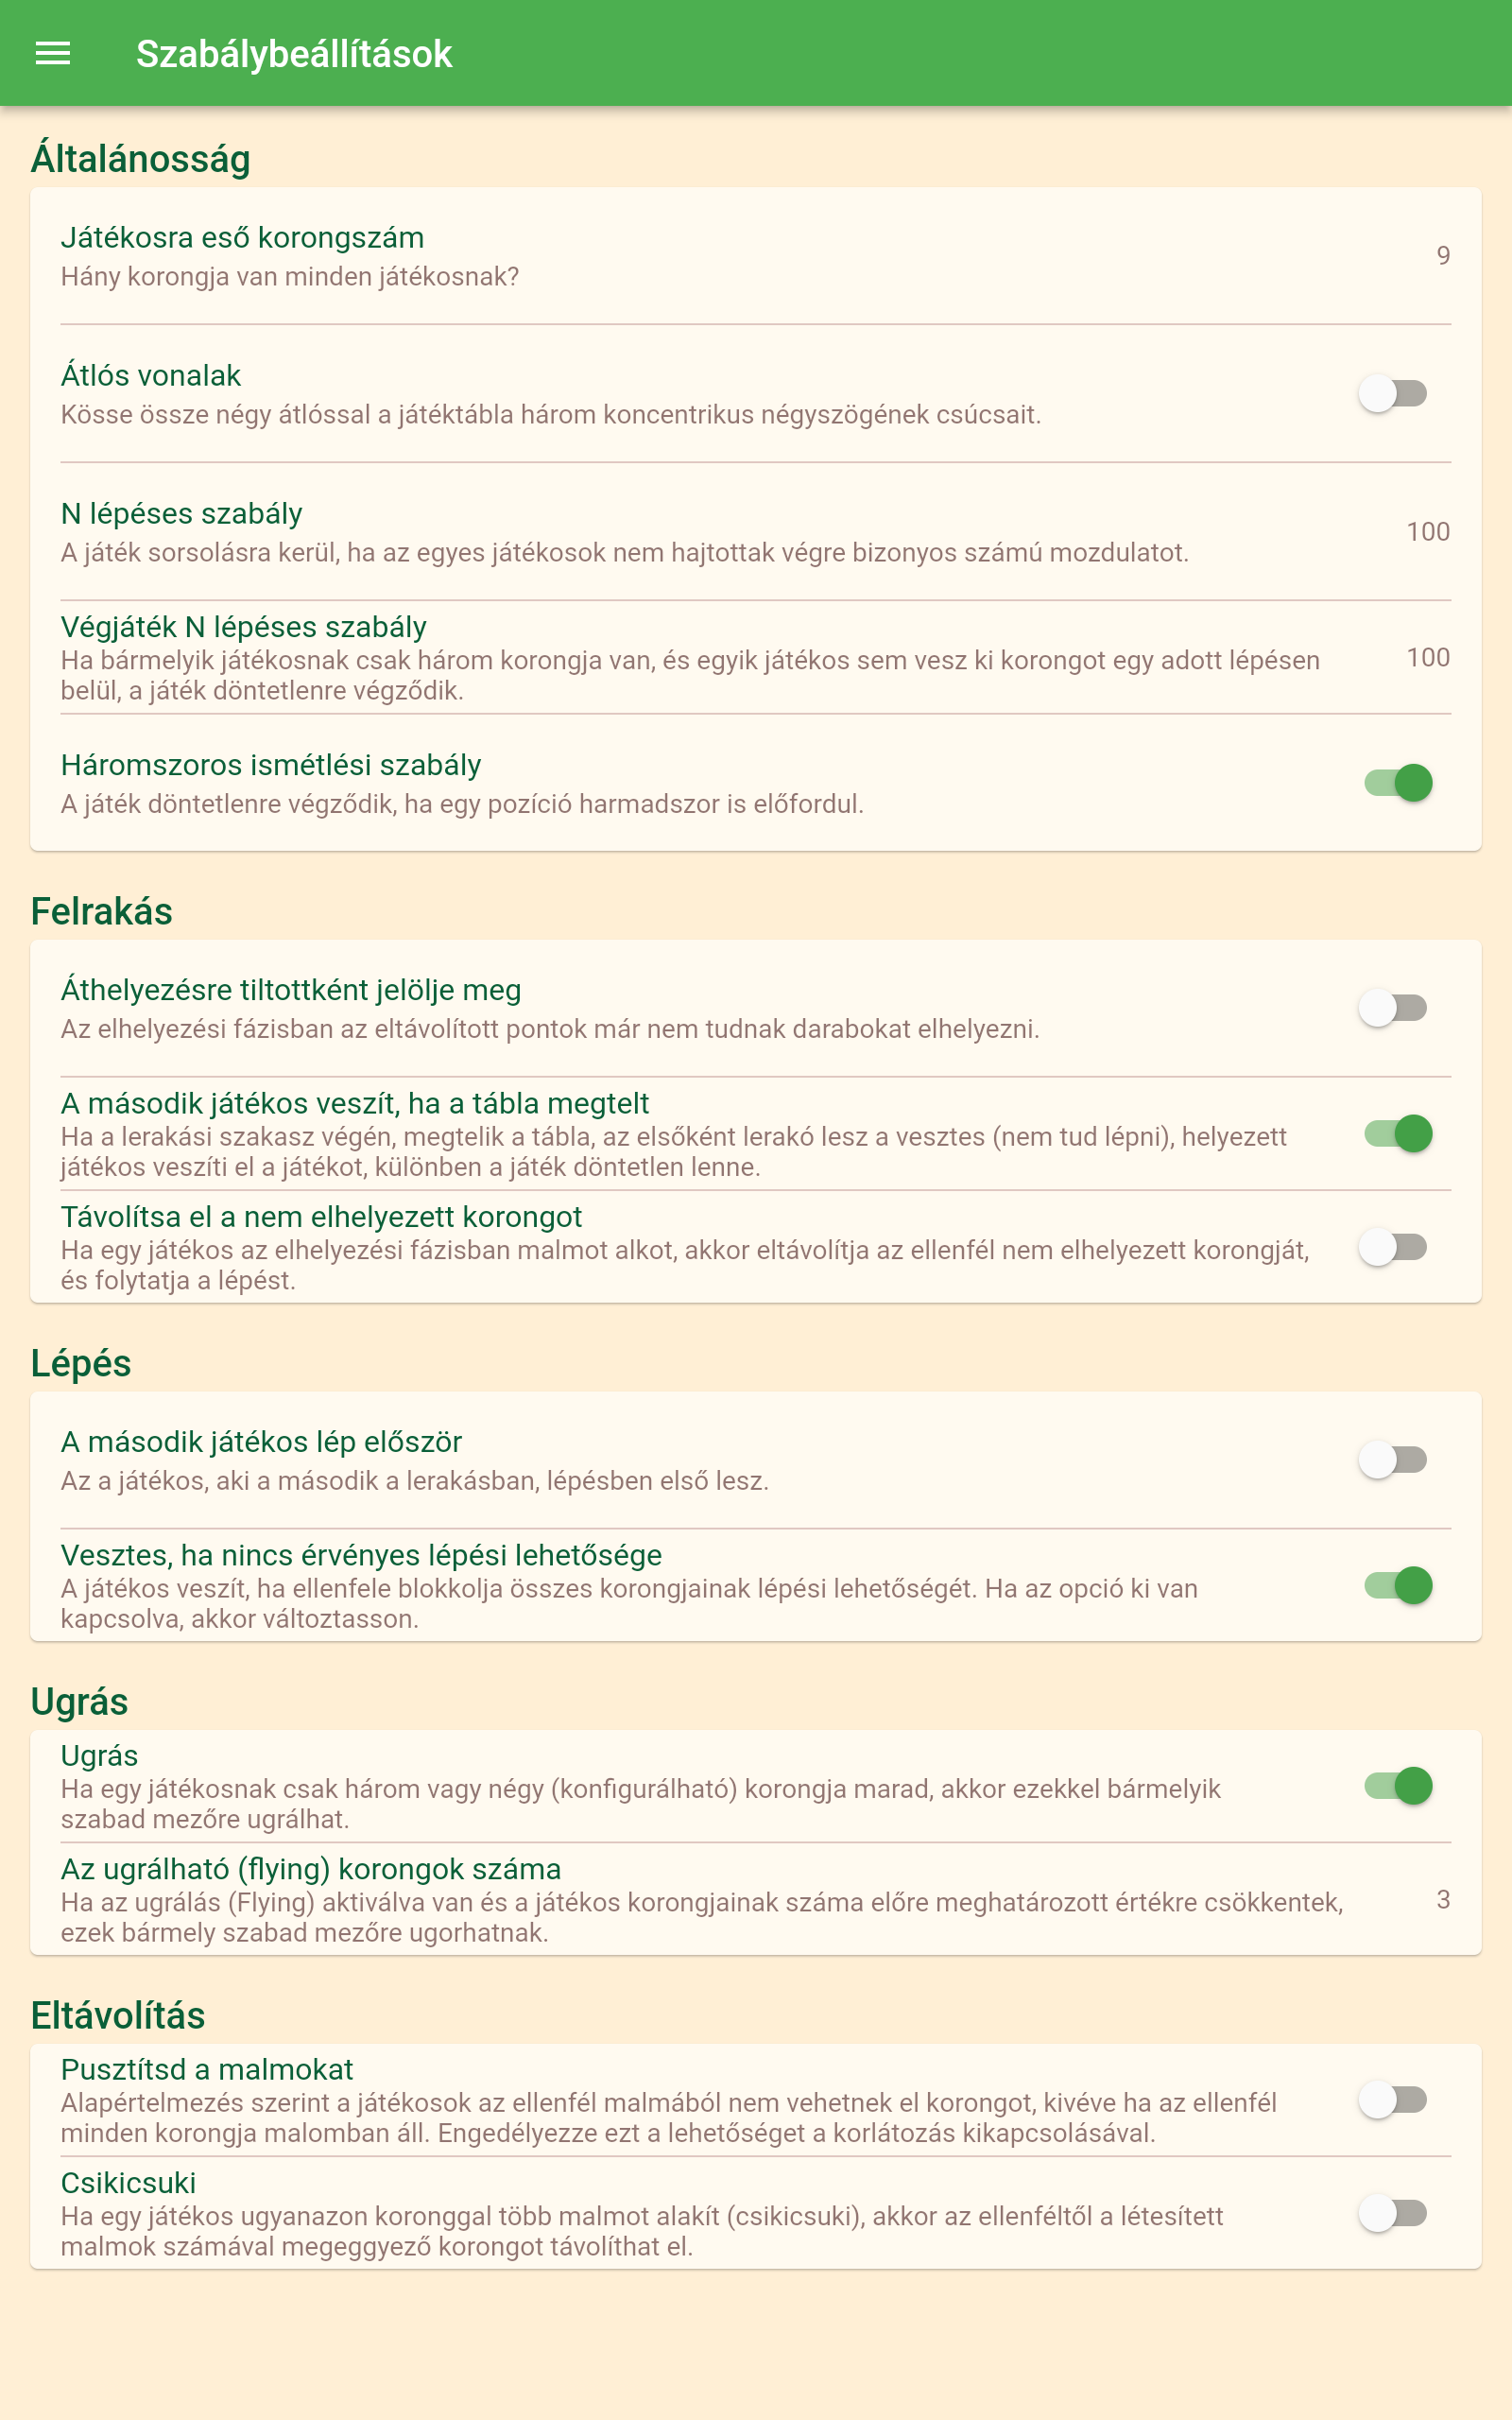 Szabálybeállítások
Általánosság
Játékosra eső korongszám
Hány korongja van minden játékosnak?
9
Átlós vonalak
Kösse össze négy átlóssal a játéktábla három koncentrikus négyszögének csúcsait.
N lépéses szabály
A játék sorsolásra kerül, ha az egyes játékosok nem hajtottak végre bizonyos számú mozdulatot.
100
Végjáték N lépéses szabály
Ha bármelyik játékosnak csak három korongja van, és egyik játékos sem vesz ki korongot egy adott lépésen
belül, a játék döntetlenre végződik.
100
Háromszoros ismétlési szabály
A játék döntetlenre végződik, ha egy pozíció harmadszor is előfordul.
Felrakás
Áthelyezésre tiltottként jelölje meg
Az elhelyezési fázisban az eltávolított pontok már nem tudnak darabokat elhelyezni.
A második játékos veszít, ha a tábla megtelt
Ha a lerakási szakasz végén, megtelik a tábla, az elsőként lerakó lesz a vesztes (nem tud lépni), helyezett
játékos veszíti el a játékot, különben a játék döntetlen lenne.
Távolítsa el a nem elhelyezett korongot
Ha egy játékos az elhelyezési fázisban malmot alkot, akkor eltávolítja az ellenfél nem elhelyezett korongját,
és folytatja a lépést.
Lépés
A második játékos lép először
Az a játékos, aki a második a lerakásban, lépésben első lesz.
Vesztes, ha nincs érvényes lépési lehetősége
A játékos veszít, ha ellenfele blokkolja összes korongjainak lépési lehetőségét. Ha az opció ki van
kapcsolva, akkor változtasson.
Ugrás
Ugrás
Ha egy játékosnak csak három vagy négy (konfigurálható) korongja marad, akkor ezekkel bármelyik
szabad mezőre ugrálhat.
Az ugrálható (flying) korongok száma
Ha az ugrálás (Flying) aktiválva van és a játékos korongjainak száma előre meghatározott értékre csökkentek,
ezek bármely szabad mezőre ugorhatnak.
3
Eltávolítás
Pusztítsd a malmokat
Alapértelmezés szerint a játékosok az ellenfél malmából nem vehetnek el korongot, kivéve ha az ellenfél
minden korongja malomban áll. Engedélyezze ezt a lehetőséget a korlátozás kikapcsolásával.
Csikicsuki
Ha egy játékos ugyanazon koronggal több malmot alakít (csikicsuki), akkor az ellenféltől a létesített
malmok számával megeggyező korongot távolíthat el.